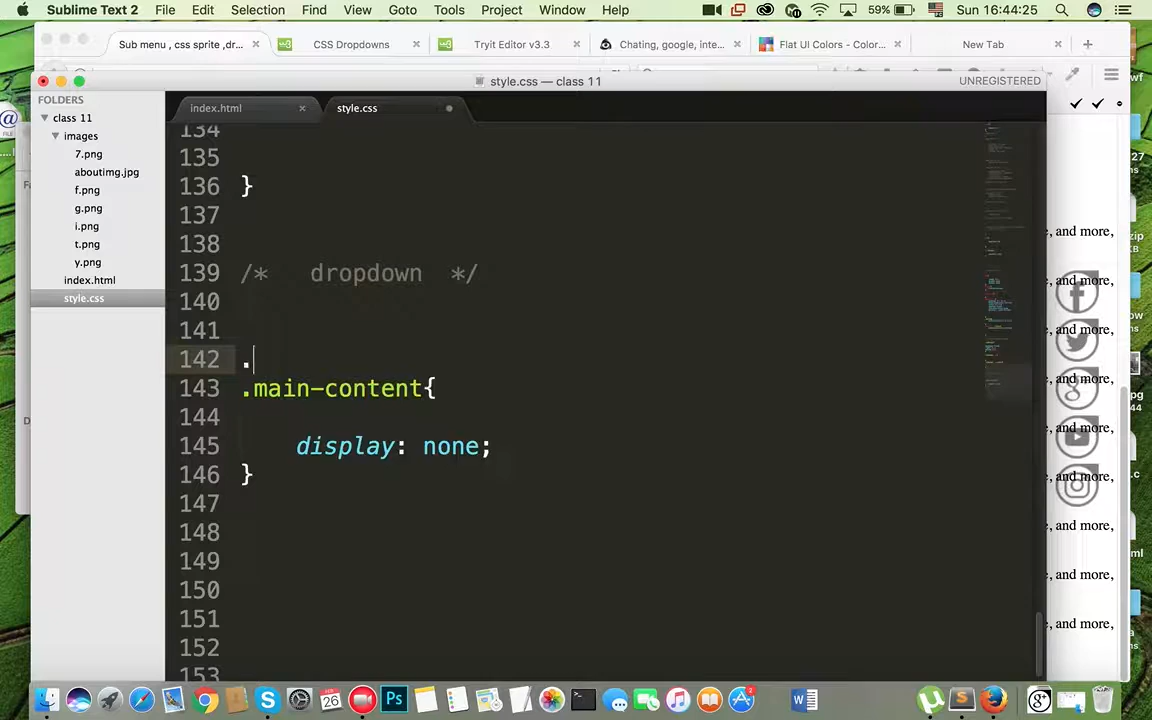 Sublime Text 2 File Edit Selection Find View Goto Tools Project Window Help 59% Sun 16:44:25
Sub menu , css sprite ,dr... CSS Dropdowns Tryit Editor v3.3 Chating, google, inte... Flat UI Colors - Color... New Tab
style.css — class 11 UNREGISTERED
FOLDERS
class 11
images
7.png
aboutimg.jpg
f.png
g.png
i.png
t.png
y.png
index.html
style.css
index.html style.css
134
135
136 }
137
138
139 /* dropdown */
140
141
142 .
143 .main-content{
144
145 display: none;
146 }
147
148
149
150
151
152
153
, and more,
, and more,
, and more,
, and more,
, and more,
, and more,
, and more,
, and more,
, and more,